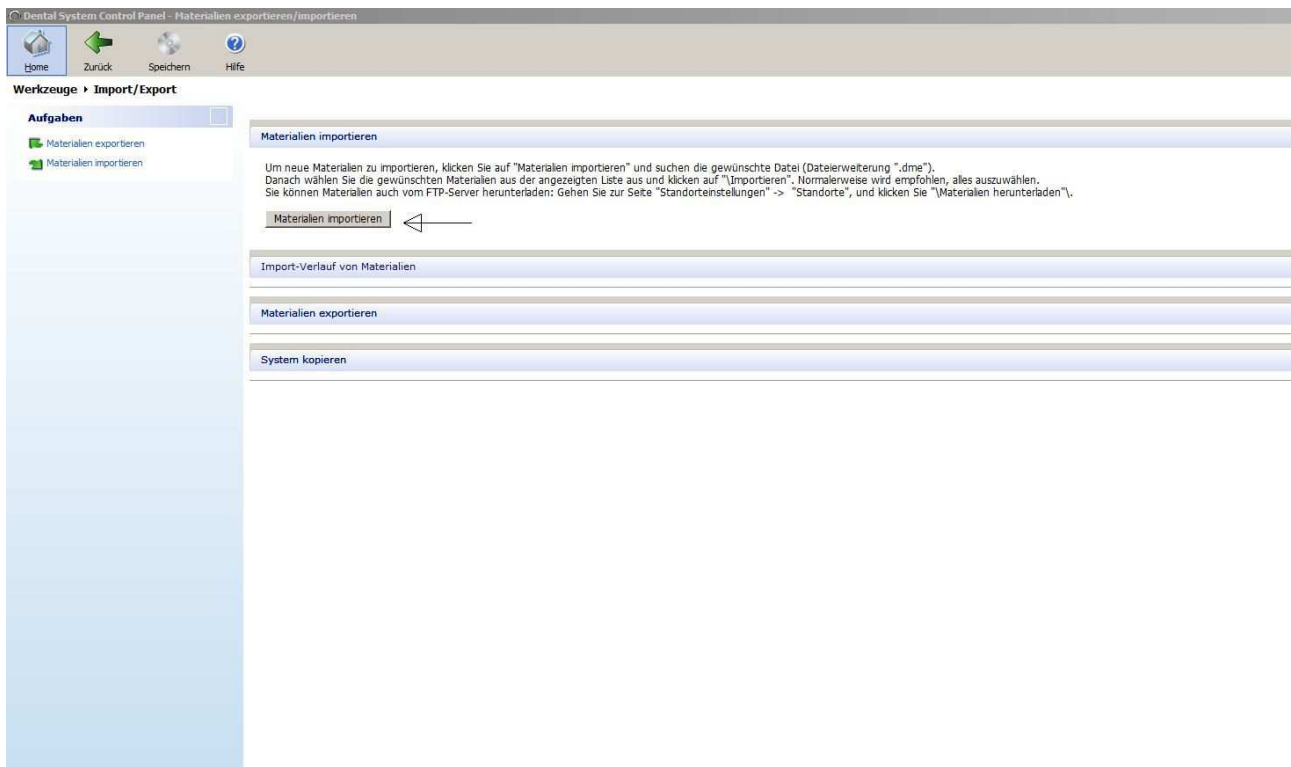 Dental System Control Panel - Materialien exportieren/importieren
Home Zurück Speichern Hilfe
Werkzeuge ▸ Import/Export
Aufgaben
Materialien exportieren
Materialien importieren
Materialien importieren
Um neue Materialien zu importieren, klicken Sie auf "Materialien importieren" und suchen die gewünschte Datei (Dateierweiterung ".dme").
Danach wählen Sie die gewünschten Materialien aus der angezeigten Liste aus und klicken auf "\Importieren". Normalerweise wird empfohlen, alles auszuwählen.
Sie können Materialien auch vom FTP-Server herunterladen: Gehen Sie zur Seite "Standorteinstellungen" -> "Standorte", und klicken Sie "\Materialien herunterladen"\.
Materialien importieren
Import-Verlauf von Materialien
Materialien exportieren
System kopieren